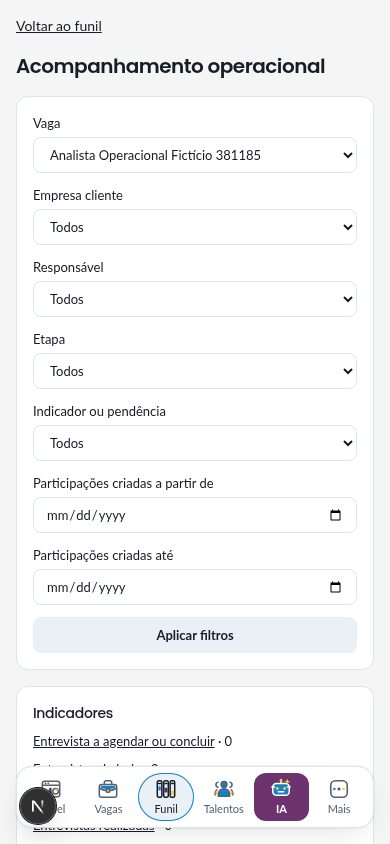 Voltar ao funil
Acompanhamento operacional
Vaga
Analista Operacional Fictício 381185
Empresa cliente
Todos
Responsável
Todos
Etapa
Todos
Indicador ou pendência
Todos
Participações criadas a partir de
mm/dd/yyyy
Participações criadas até
mm/dd/yyyy
Aplicar filtros
Indicadores
Entrevista a agendar ou concluir · 0
N
Vagas
Funil
Talentos
IA
Mais